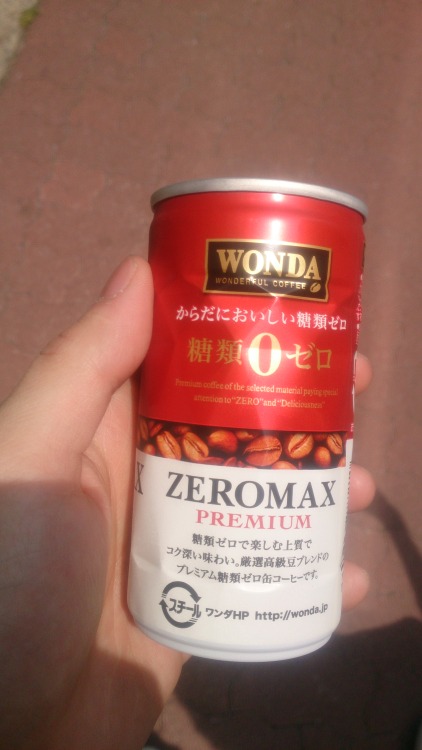 WONDA
WONDERFUL COFFEE
からだにおいしい糖類ゼロ
糖類0ゼロ
Premium coffee of the selected material paying special
attention to "ZERO" and "Deliciousness"
X ZEROMAX
PREMIUM
糖類ゼロで楽しむ上質で
コク深い味わい。厳選高級豆ブレンドの
プレミアム糖類ゼロ缶コーヒーです。
スチール ワンダHP http://wonda.jp